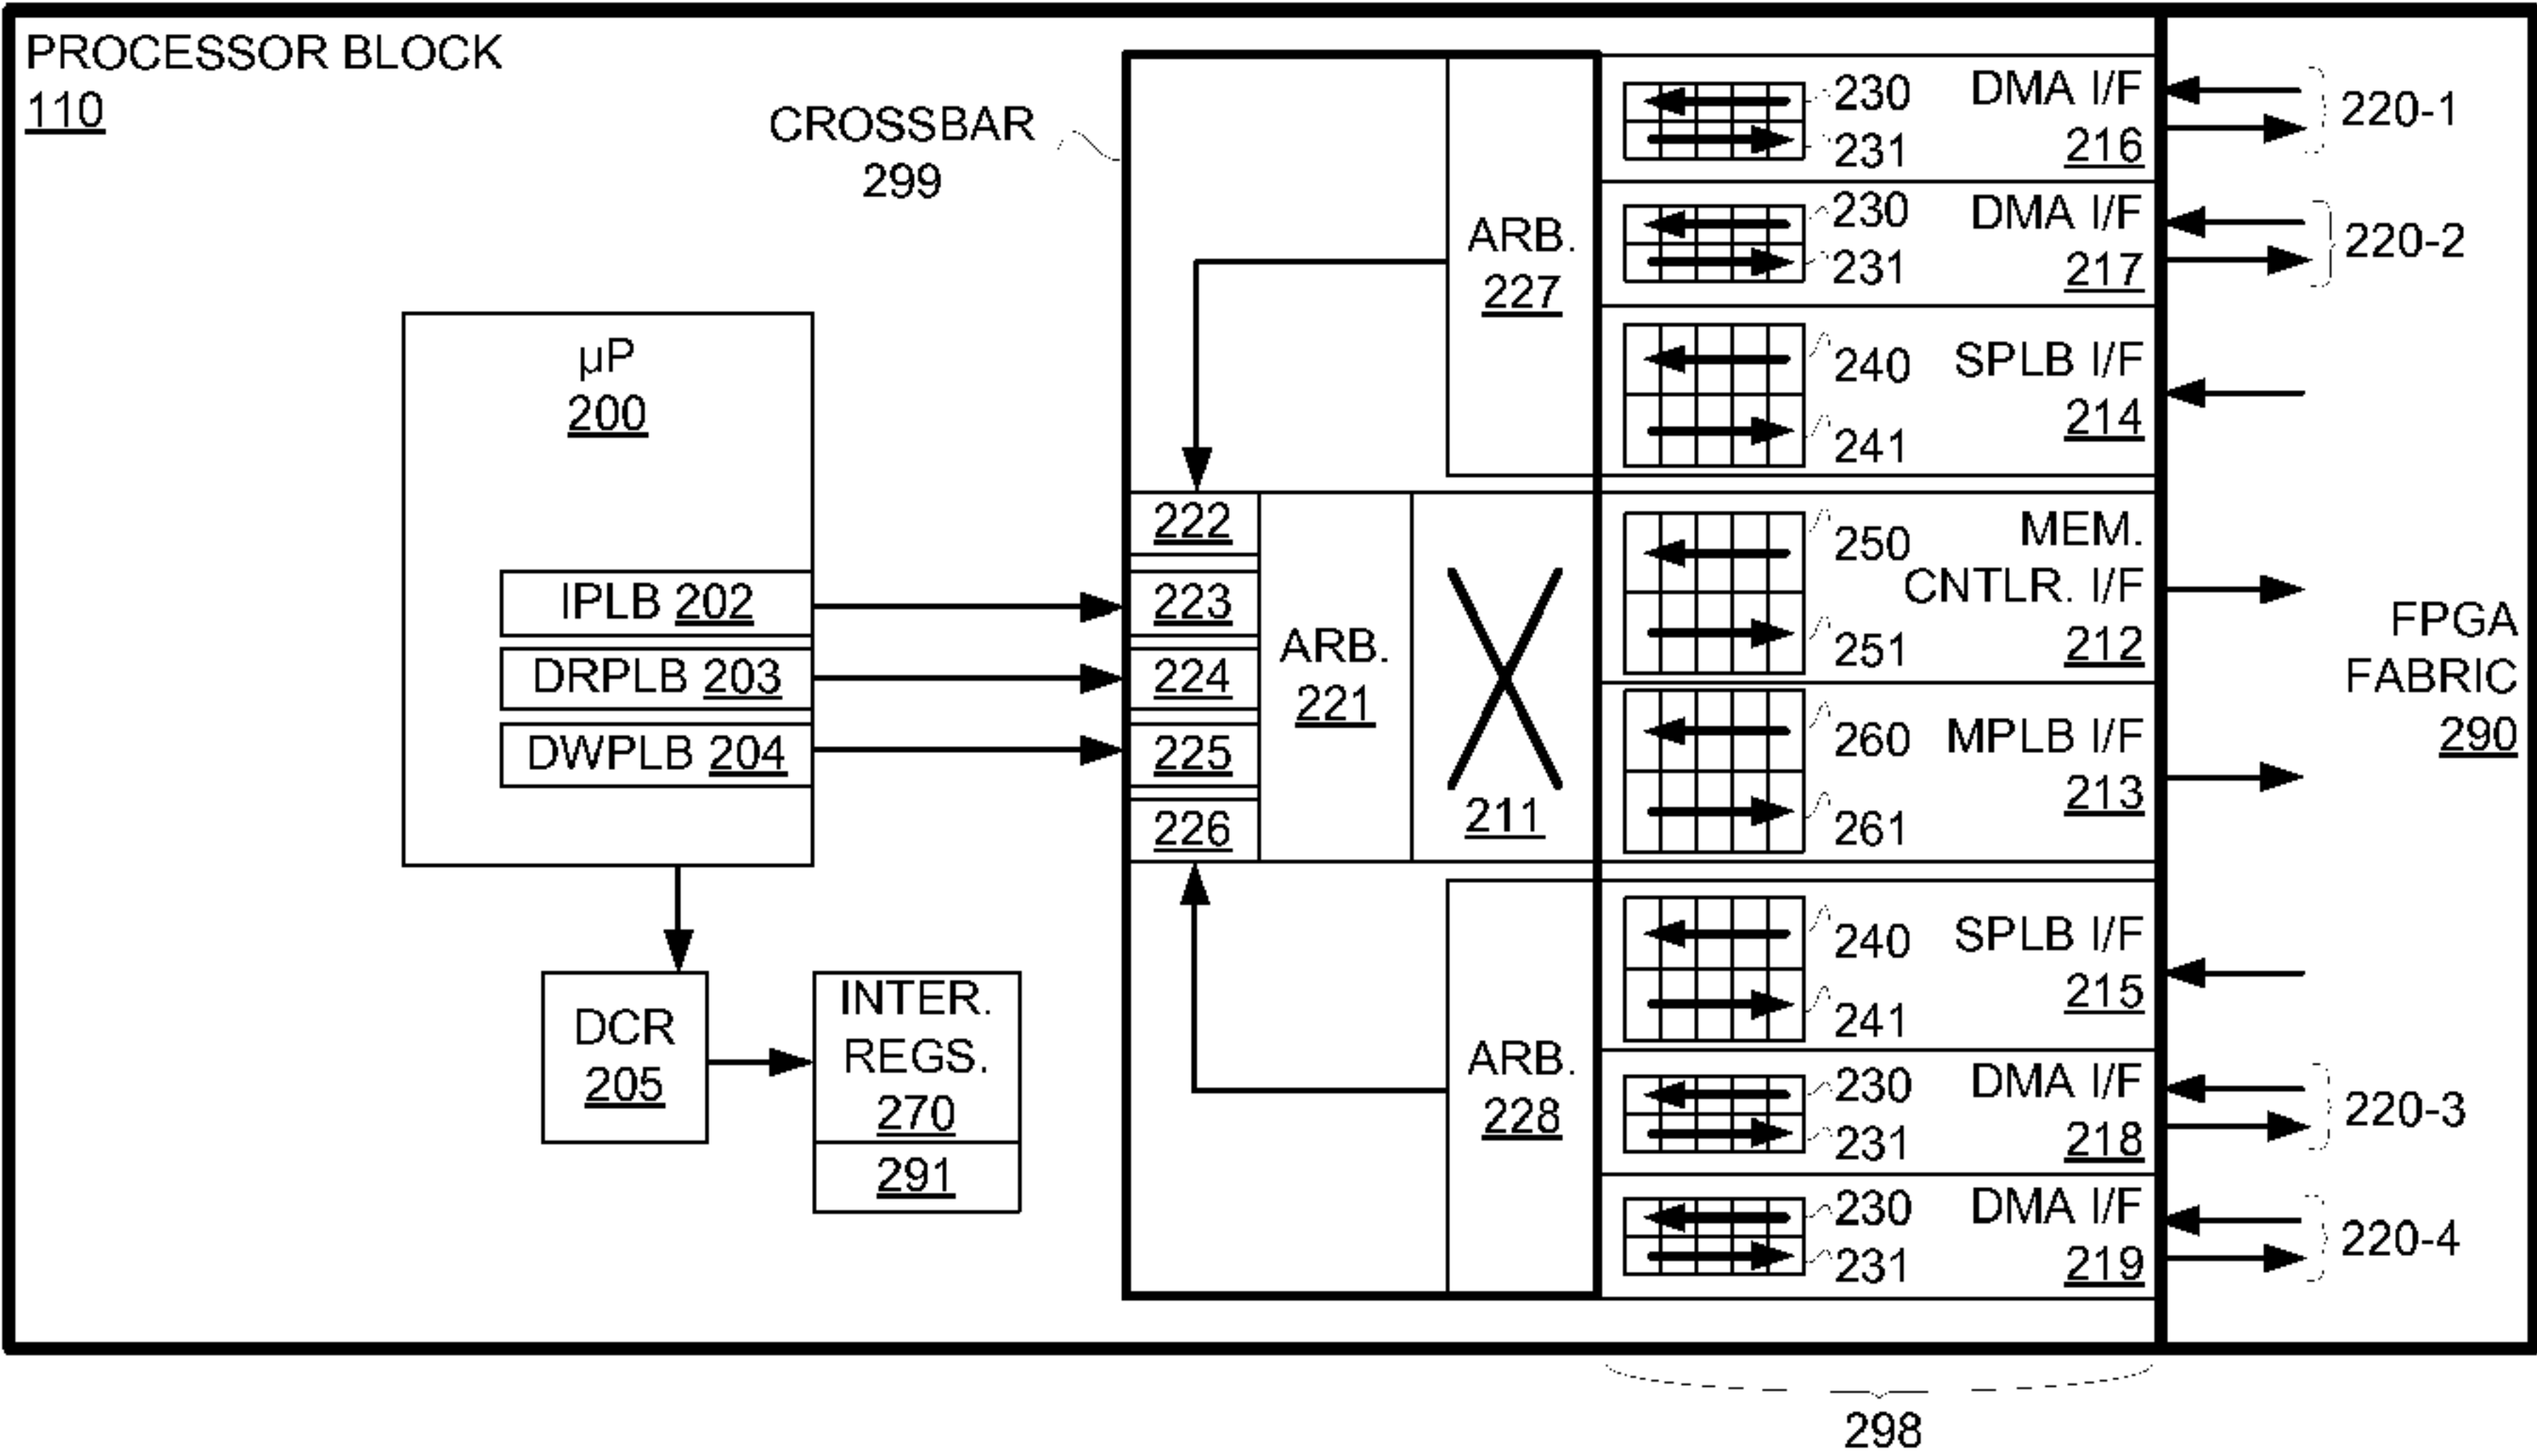 PROCESSOR BLOCK
110
CROSSBAR
299
µP
200
IPLB 202
DRPLB 203
DWPLB 204
DCR
205
INTER.
REGS.
270
291
ARB.
227
222
223
224
225
226
ARB.
221
211
ARB.
228
230
231
DMA I/F
216
230
231
DMA I/F
217
240
241
SPLB I/F
214
250
251
MEM.
CNTLR. I/F
212
260
261
MPLB I/F
213
240
241
SPLB I/F
215
230
231
DMA I/F
218
230
231
DMA I/F
219
220-1
220-2
FPGA
FABRIC
290
220-3
220-4
298